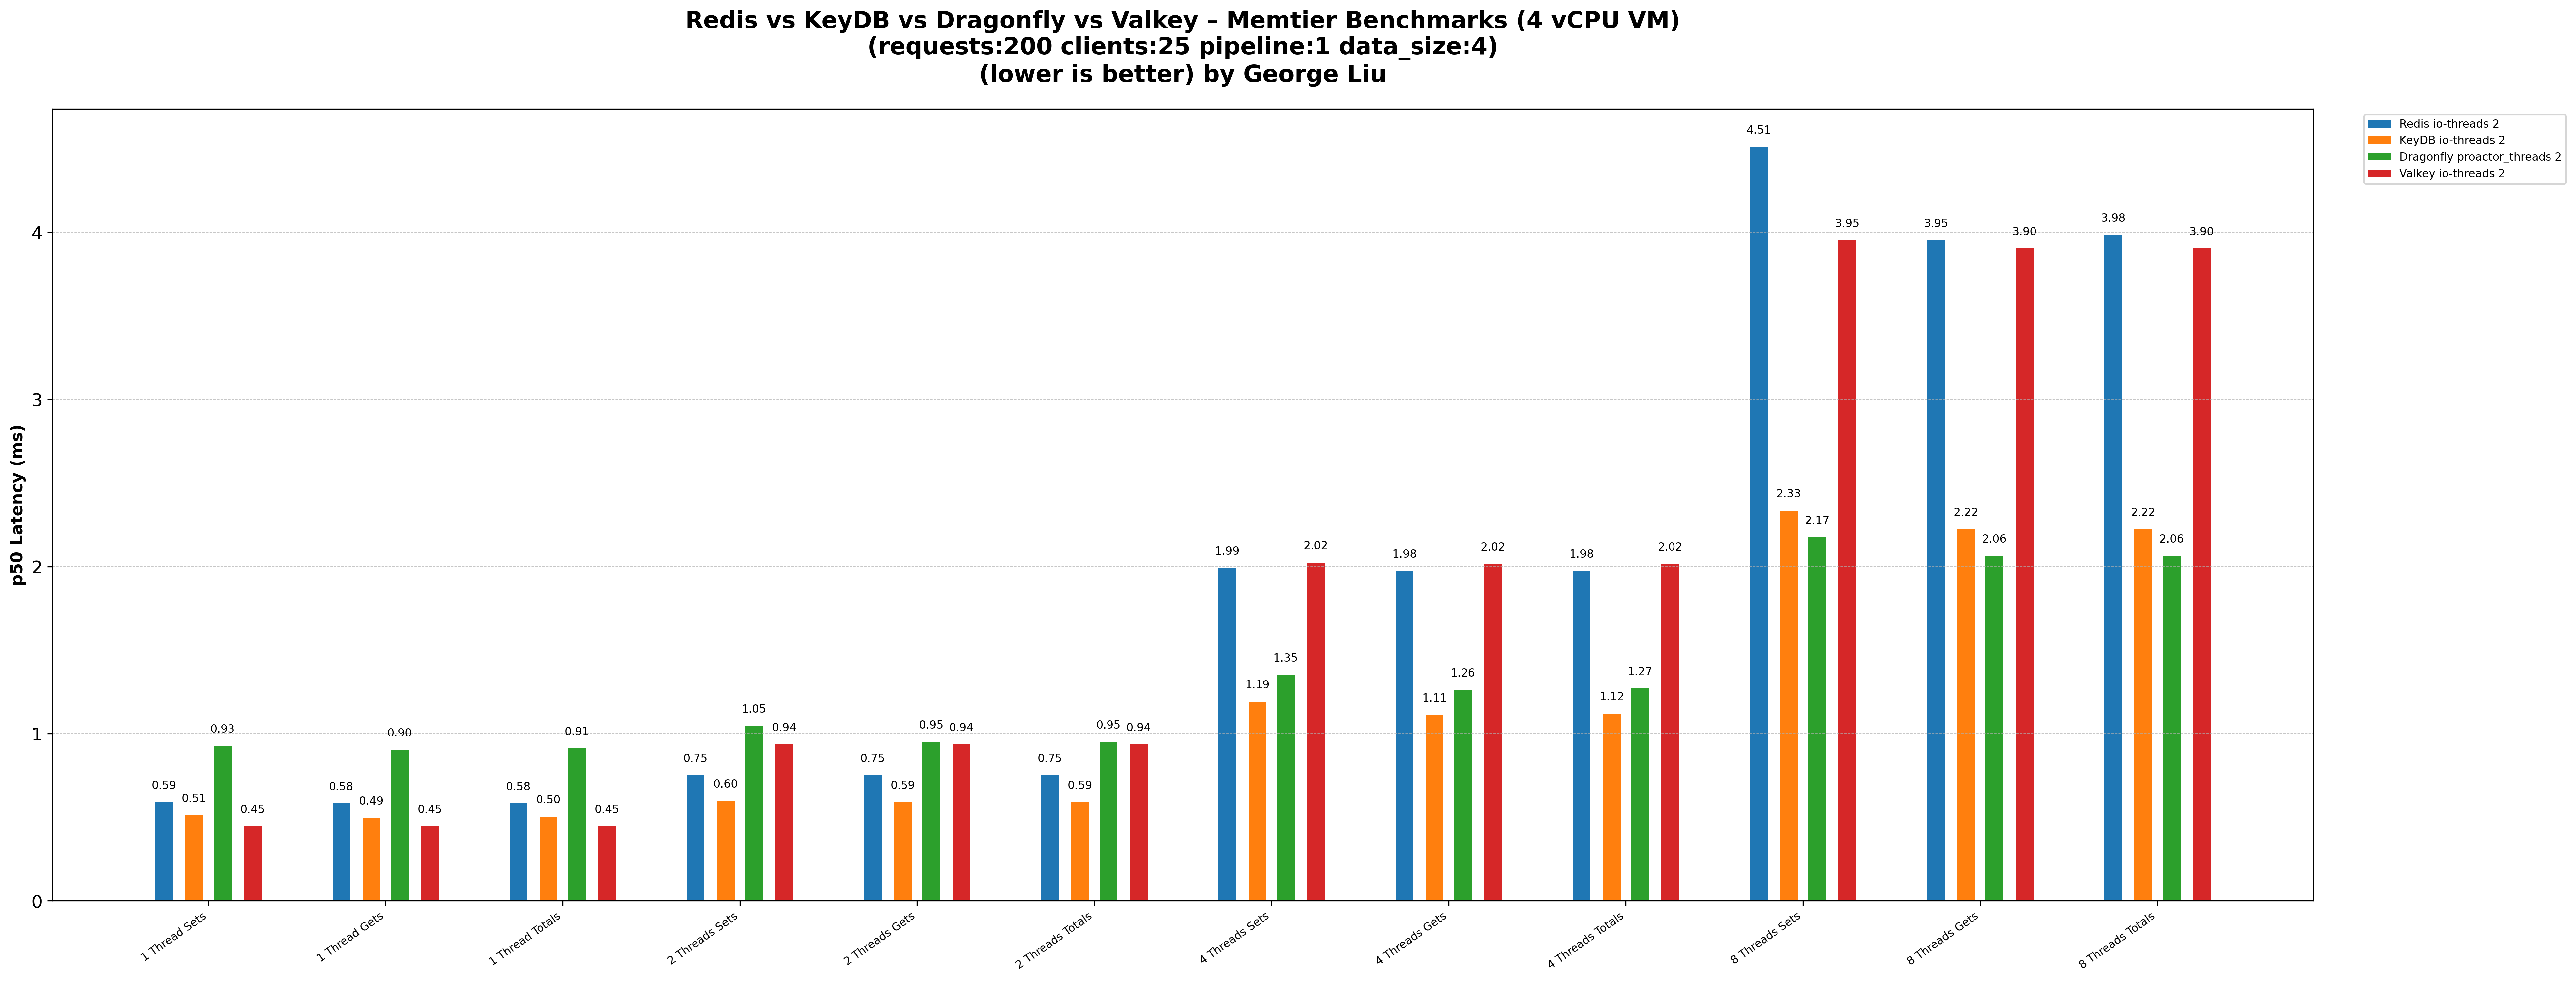 Redis vs KeyDB vs Dragonfly vs Valkey – Memtier Benchmarks (4 vCPU VM)
(requests:200 clients:25 pipeline:1 data_size:4)
(lower is better) by George Liu
Redis io-threads 2
KeyDB io-threads 2
Dragonfly proactor_threads 2
Valkey io-threads 2
p50 Latency (ms)
4
3
2
1
0
0.59 0.51 0.93 0.45
0.58 0.49 0.90 0.45
0.58 0.50 0.91 0.45
0.75 0.60 1.05 0.94
0.75 0.59 0.95 0.94
0.75 0.59 0.95 0.94
1.99 1.19 1.35 2.02
1.98 1.11 1.26 2.02
1.98 1.12 1.27 2.02
4.51 2.33 2.17 3.95
3.95 2.22 2.06 3.90
3.98 2.22 2.06 3.90
1 Thread Sets
1 Thread Gets
1 Thread Totals
2 Threads Sets
2 Threads Gets
2 Threads Totals
4 Threads Sets
4 Threads Gets
4 Threads Totals
8 Threads Sets
8 Threads Gets
8 Threads Totals